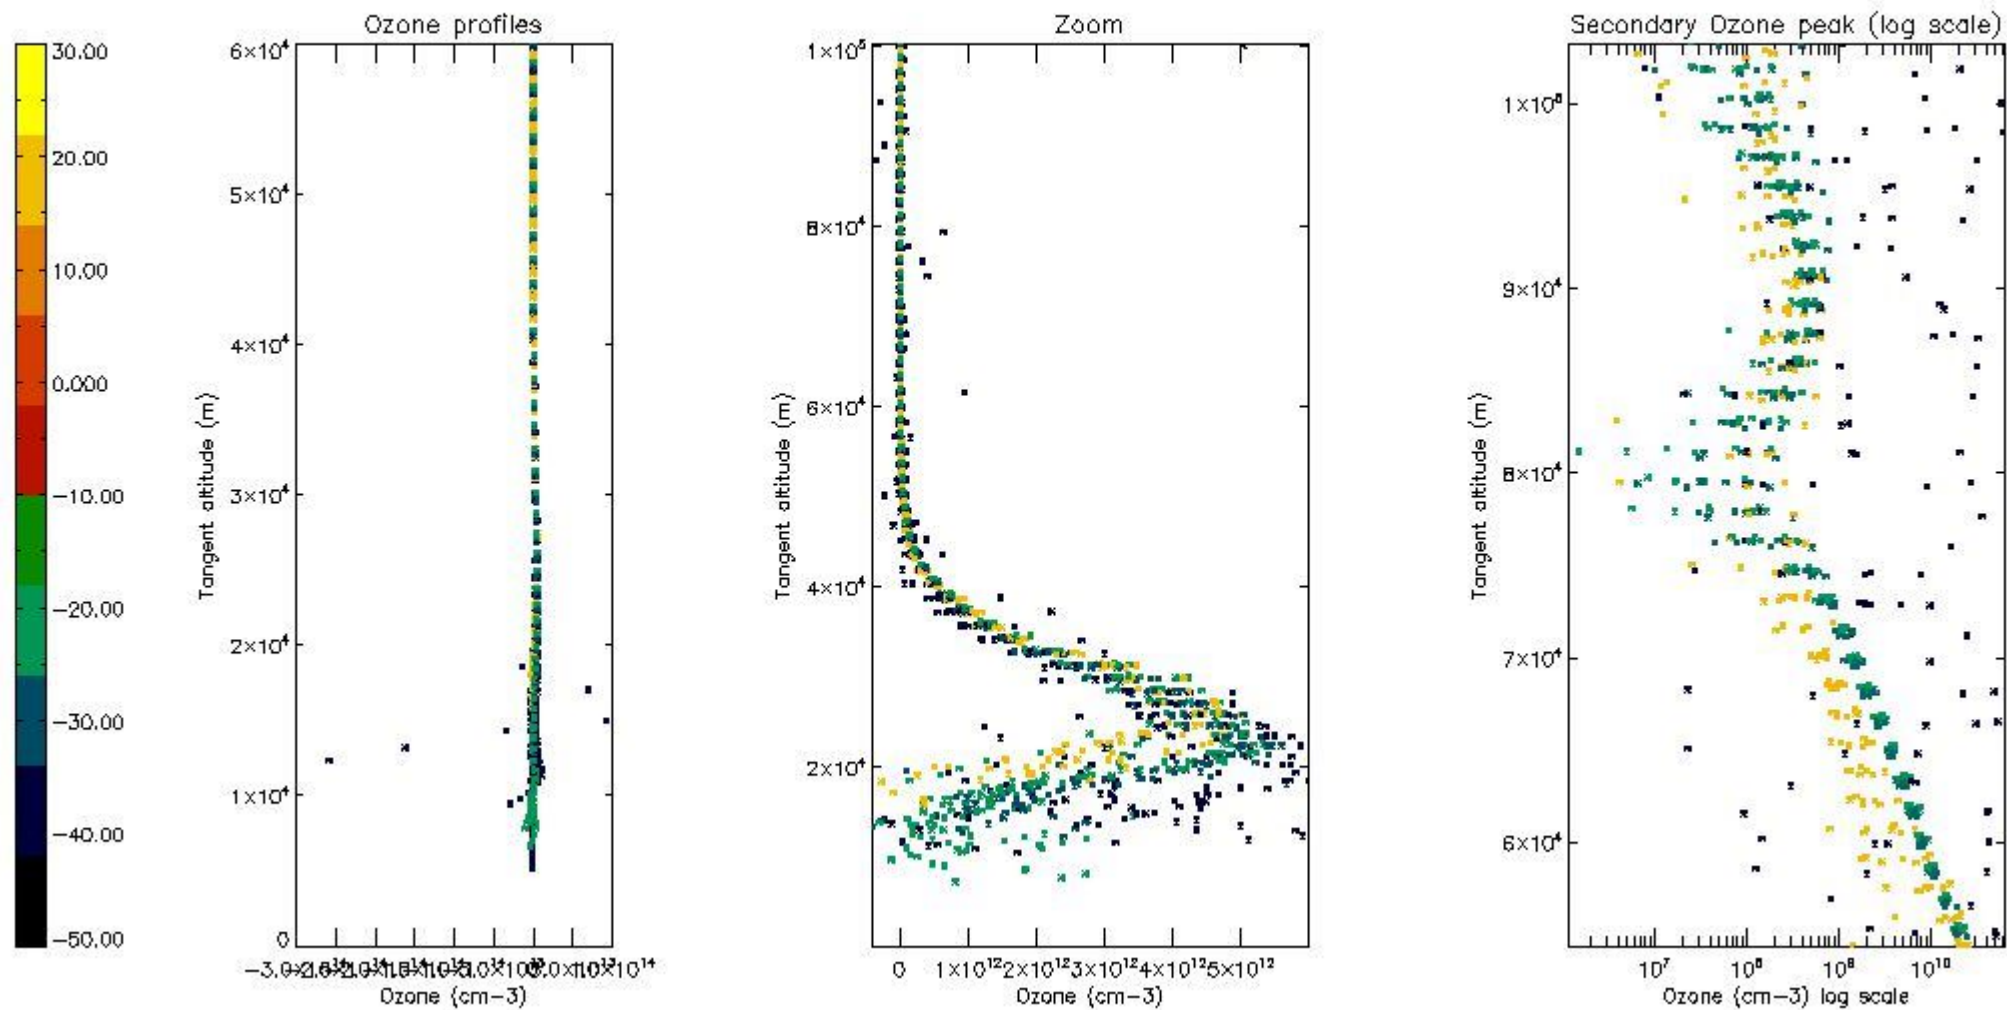 Ozone profiles
Zoom
Secondary Ozone peak (log scale)
30.00
20.00
10.00
0.000
−10.00
−20.00
−30.00
−40.00
−50.00
6×10⁴
5×10⁴
4×10⁴
3×10⁴
2×10⁴
1×10⁴
0
Tangent altitude (m)
Ozone (cm−3)
1×10⁵
8×10⁴
6×10⁴
4×10⁴
2×10⁴
Tangent altitude (m)
0 1×10¹² 2×10¹² 3×10¹² 4×10¹² 5×10¹²
Ozone (cm−3)
1×10⁵
9×10⁴
8×10⁴
7×10⁴
6×10⁴
Tangent altitude (m)
10⁷ 10⁸ 10⁹ 10¹⁰
Ozone (cm−3) log scale